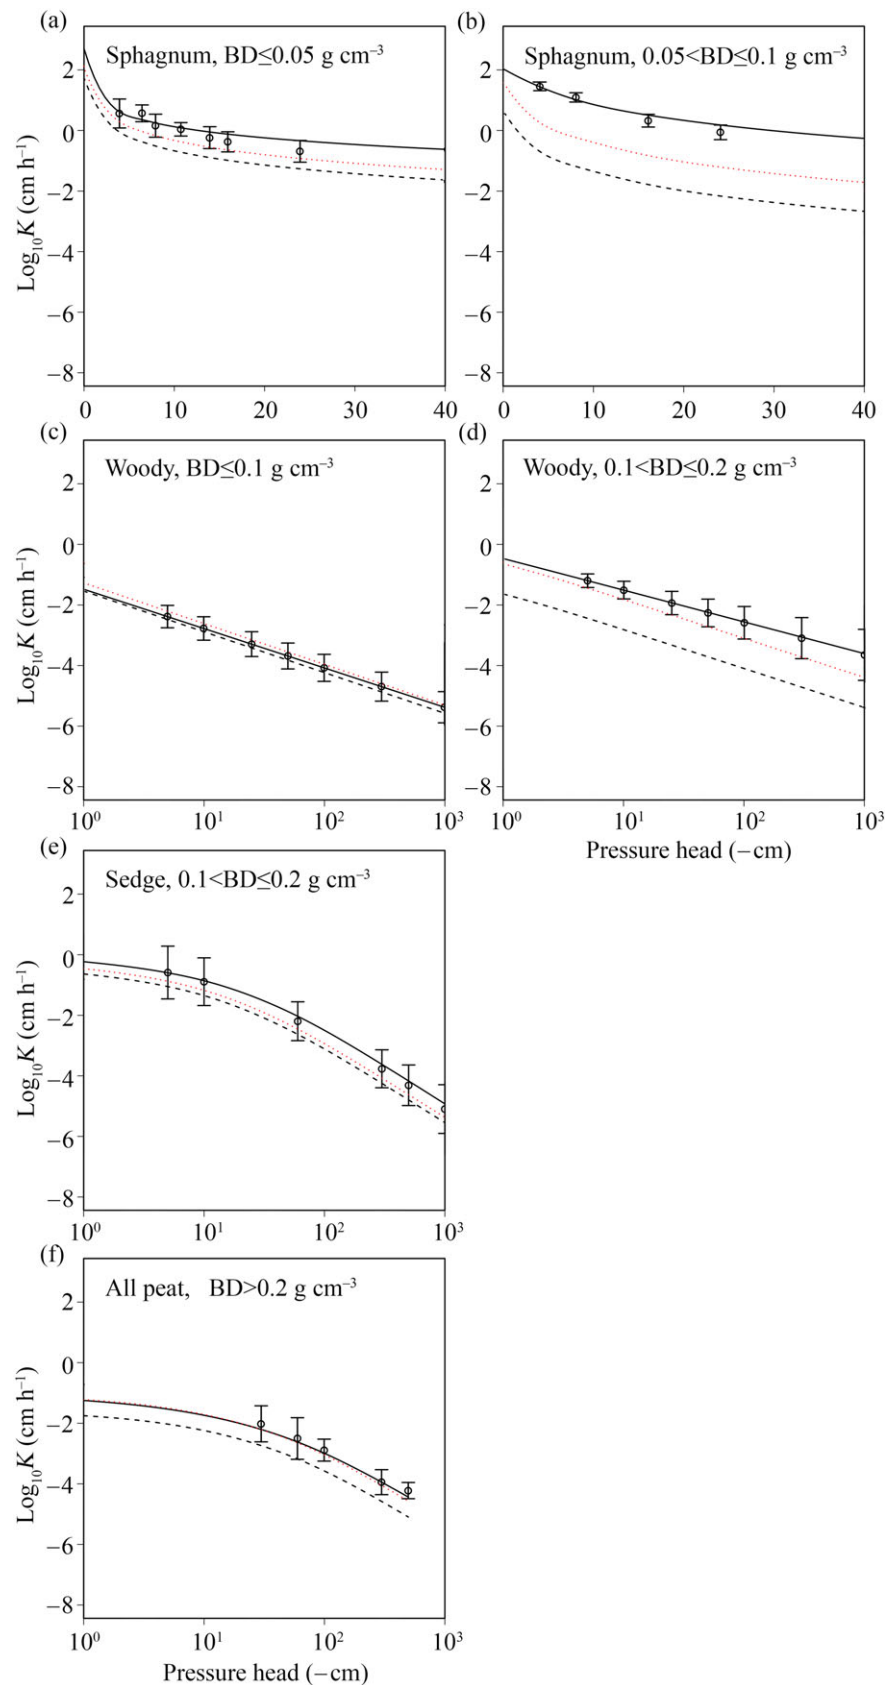 (a)
Sphagnum, BD≤0.05 g cm⁻³
2
0
−2
−4
−6
−8
Log₁₀K (cm h⁻¹)
0 10 20 30 40
(b)
Sphagnum, 0.05<BD≤0.1 g cm⁻³
2
0
−2
−4
−6
−8
0 10 20 30 40
(c)
Woody, BD≤0.1 g cm⁻³
2
0
−2
−4
−6
−8
Log₁₀K (cm h⁻¹)
10⁰ 10¹ 10² 10³
(d)
Woody, 0.1<BD≤0.2 g cm⁻³
2
0
−2
−4
−6
−8
10⁰ 10¹ 10² 10³
Pressure head (−cm)
(e)
Sedge, 0.1<BD≤0.2 g cm⁻³
2
0
−2
−4
−6
−8
Log₁₀K (cm h⁻¹)
10⁰ 10¹ 10² 10³
(f)
All peat, BD>0.2 g cm⁻³
2
0
−2
−4
−6
−8
Log₁₀K (cm h⁻¹)
10⁰ 10¹ 10² 10³
Pressure head (−cm)